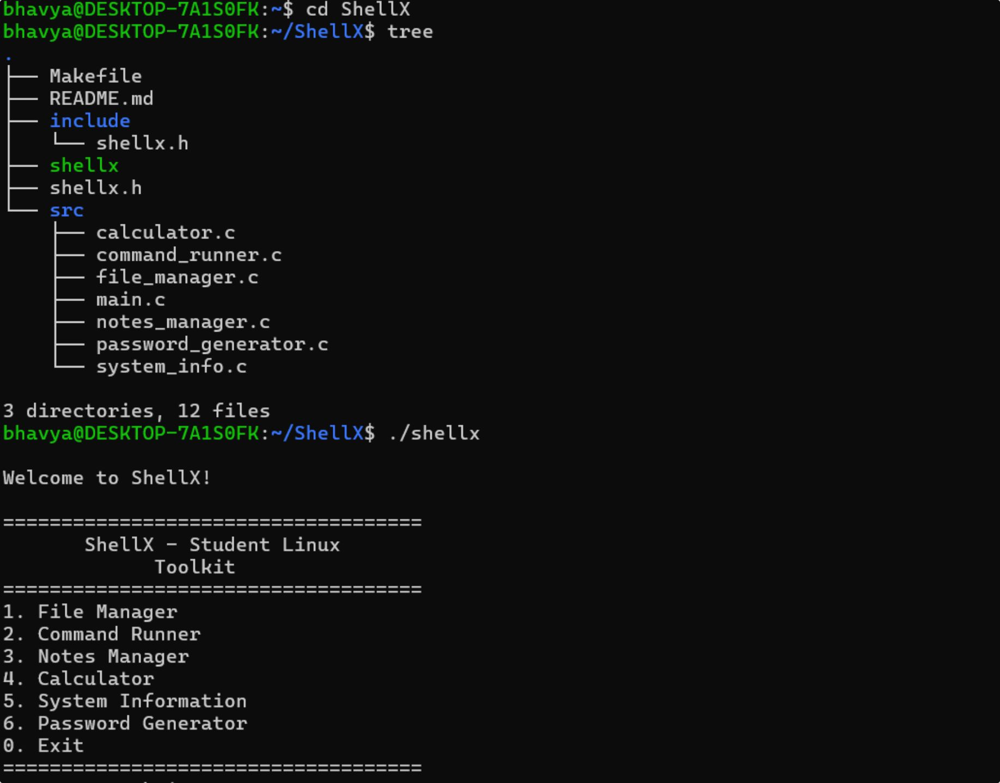 bhavya@DESKTOP-7A1S0FK:~$ cd ShellX
bhavya@DESKTOP-7A1S0FK:~/ShellX$ tree
.
├── Makefile
├── README.md
├── include
│   └── shellx.h
├── shellx
├── shellx.h
└── src
    ├── calculator.c
    ├── command_runner.c
    ├── file_manager.c
    ├── main.c
    ├── notes_manager.c
    ├── password_generator.c
    └── system_info.c

3 directories, 12 files
bhavya@DESKTOP-7A1S0FK:~/ShellX$ ./shellx

Welcome to ShellX!

====================================
       ShellX - Student Linux
             Toolkit
====================================
1. File Manager
2. Command Runner
3. Notes Manager
4. Calculator
5. System Information
6. Password Generator
0. Exit
====================================